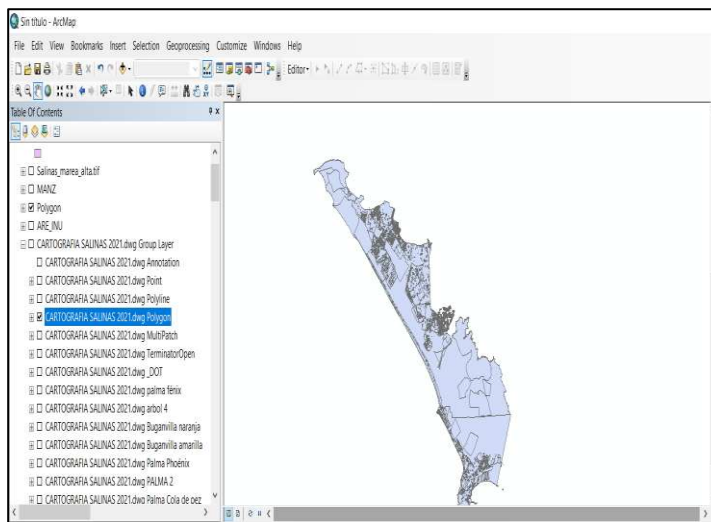 Sin título - ArcMap
File Edit View Bookmarks Insert Selection Geoprocessing Customize Windows Help
Editor
Table Of Contents
Salinas_marea_alta.tif
MANZ
Polygon
ARE_INU
CARTOGRAFIA SALINAS 2021.dwg Group Layer
CARTOGRAFIA SALINAS 2021.dwg Annotation
CARTOGRAFIA SALINAS 2021.dwg Point
CARTOGRAFIA SALINAS 2021.dwg Polyline
CARTOGRAFIA SALINAS 2021.dwg Polygon
CARTOGRAFIA SALINAS 2021.dwg MultiPatch
CARTOGRAFIA SALINAS 2021.dwg TerminatorOpen
CARTOGRAFIA SALINAS 2021.dwg _DOT
CARTOGRAFIA SALINAS 2021.dwg palma fénix
CARTOGRAFIA SALINAS 2021.dwg arbol 4
CARTOGRAFIA SALINAS 2021.dwg Buganvilla naranja
CARTOGRAFIA SALINAS 2021.dwg Buganvilla amarilla
CARTOGRAFIA SALINAS 2021.dwg Palma Phoénix
CARTOGRAFIA SALINAS 2021.dwg PALMA 2
CARTOGRAFIA SALINAS 2021.dwg Palma Cola de pez